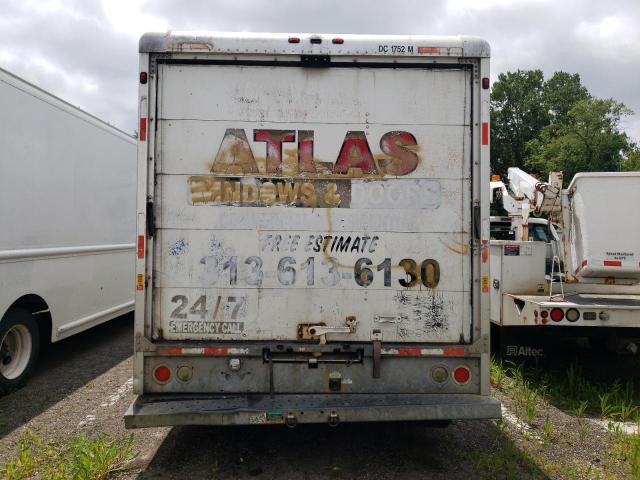 DC 1752 M
ATLAS
WINDOWS & DOORS
FREE ESTIMATE
313-613-6130
24/7
EMERGENCY CALL
Altec